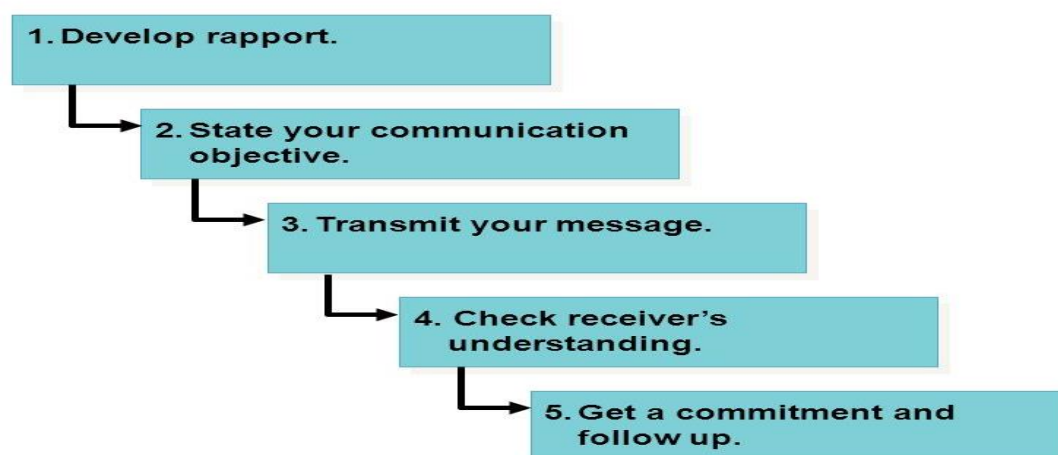 1. Develop rapport.
2. State your communication
objective.
3. Transmit your message.
4. Check receiver's
understanding.
5. Get a commitment and
follow up.